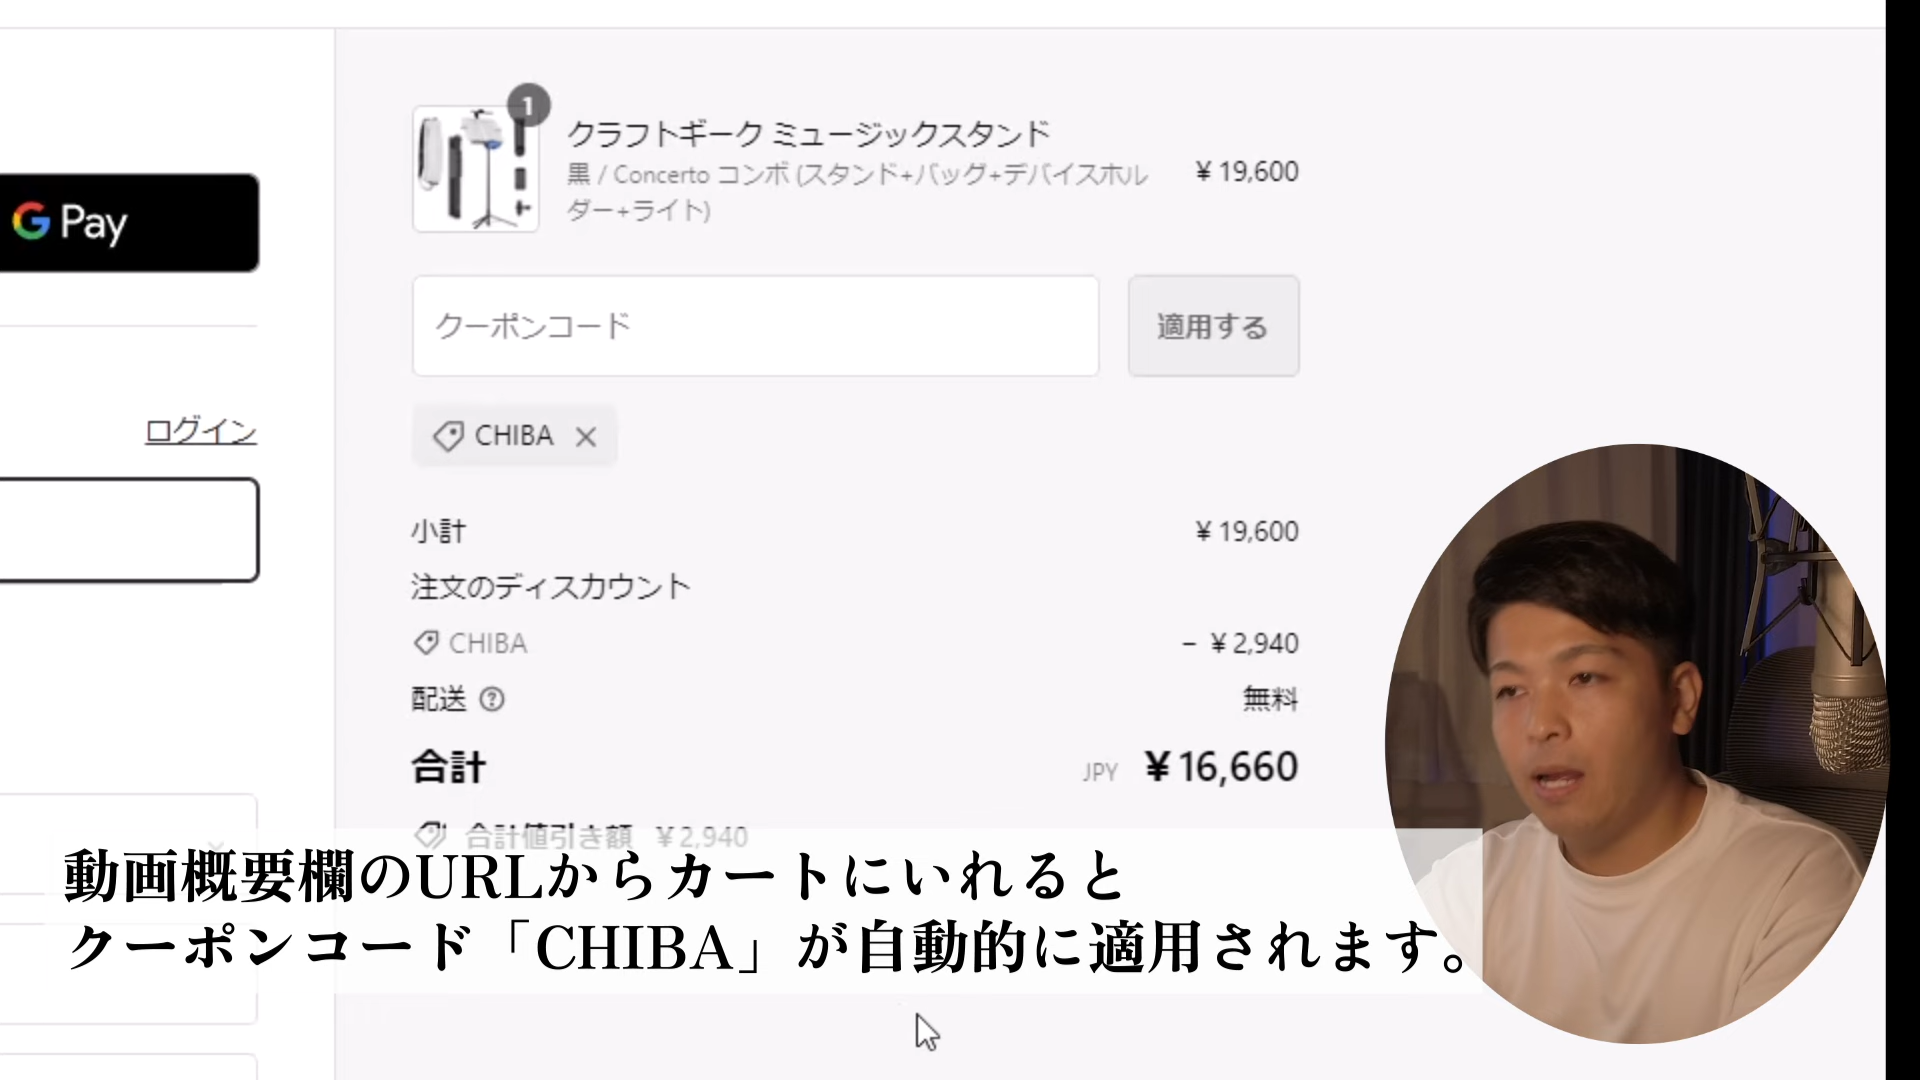 1
クラフトギーク ミュージックスタンド
黒 / Concerto コンボ (スタンド+バッグ+デバイスホル
ダー+ライト)
¥ 19,600
G Pay
クーポンコード
適用する
ログイン
CHIBA
小計 ¥ 19,600
注文のディスカウント
CHIBA − ¥ 2,940
配送 無料
合計 JPY ¥ 16,660
合計値引き額 ¥ 2,940
動画概要欄のURLからカートにいれると
クーポンコード「CHIBA」が自動的に適用されます。